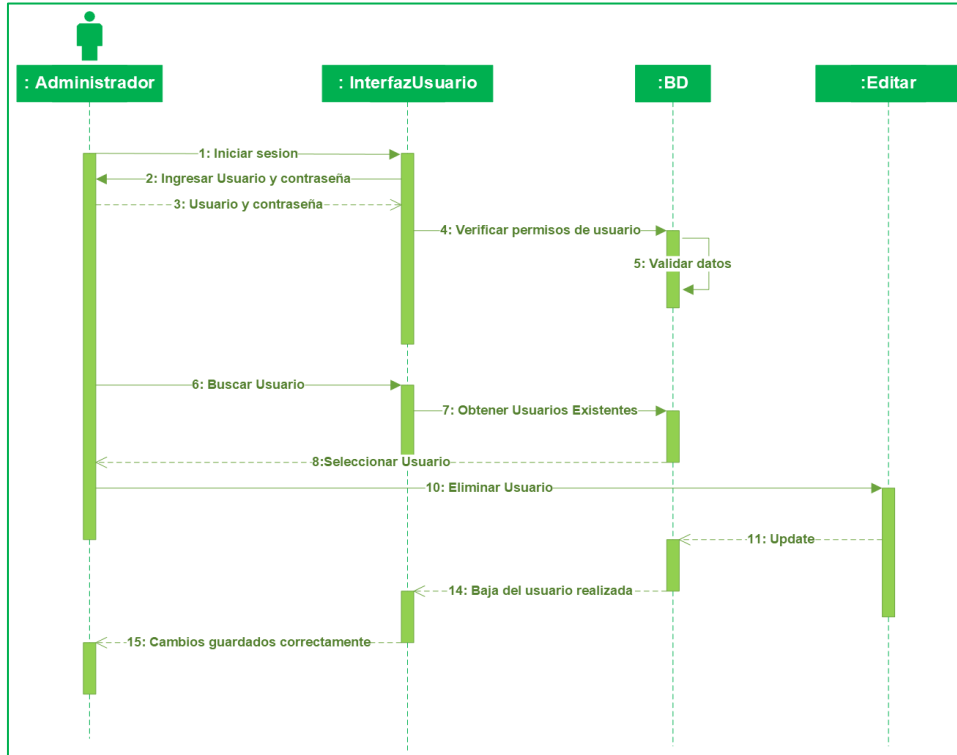 : Administrador
: InterfazUsuario
:BD
:Editar
1: Iniciar sesion
2: Ingresar Usuario y contraseña
3: Usuario y contraseña
4: Verificar permisos de usuario
5: Validar datos
6: Buscar Usuario
7: Obtener Usuarios Existentes
8:Seleccionar Usuario
10: Eliminar Usuario
11: Update
14: Baja del usuario realizada
15: Cambios guardados correctamente